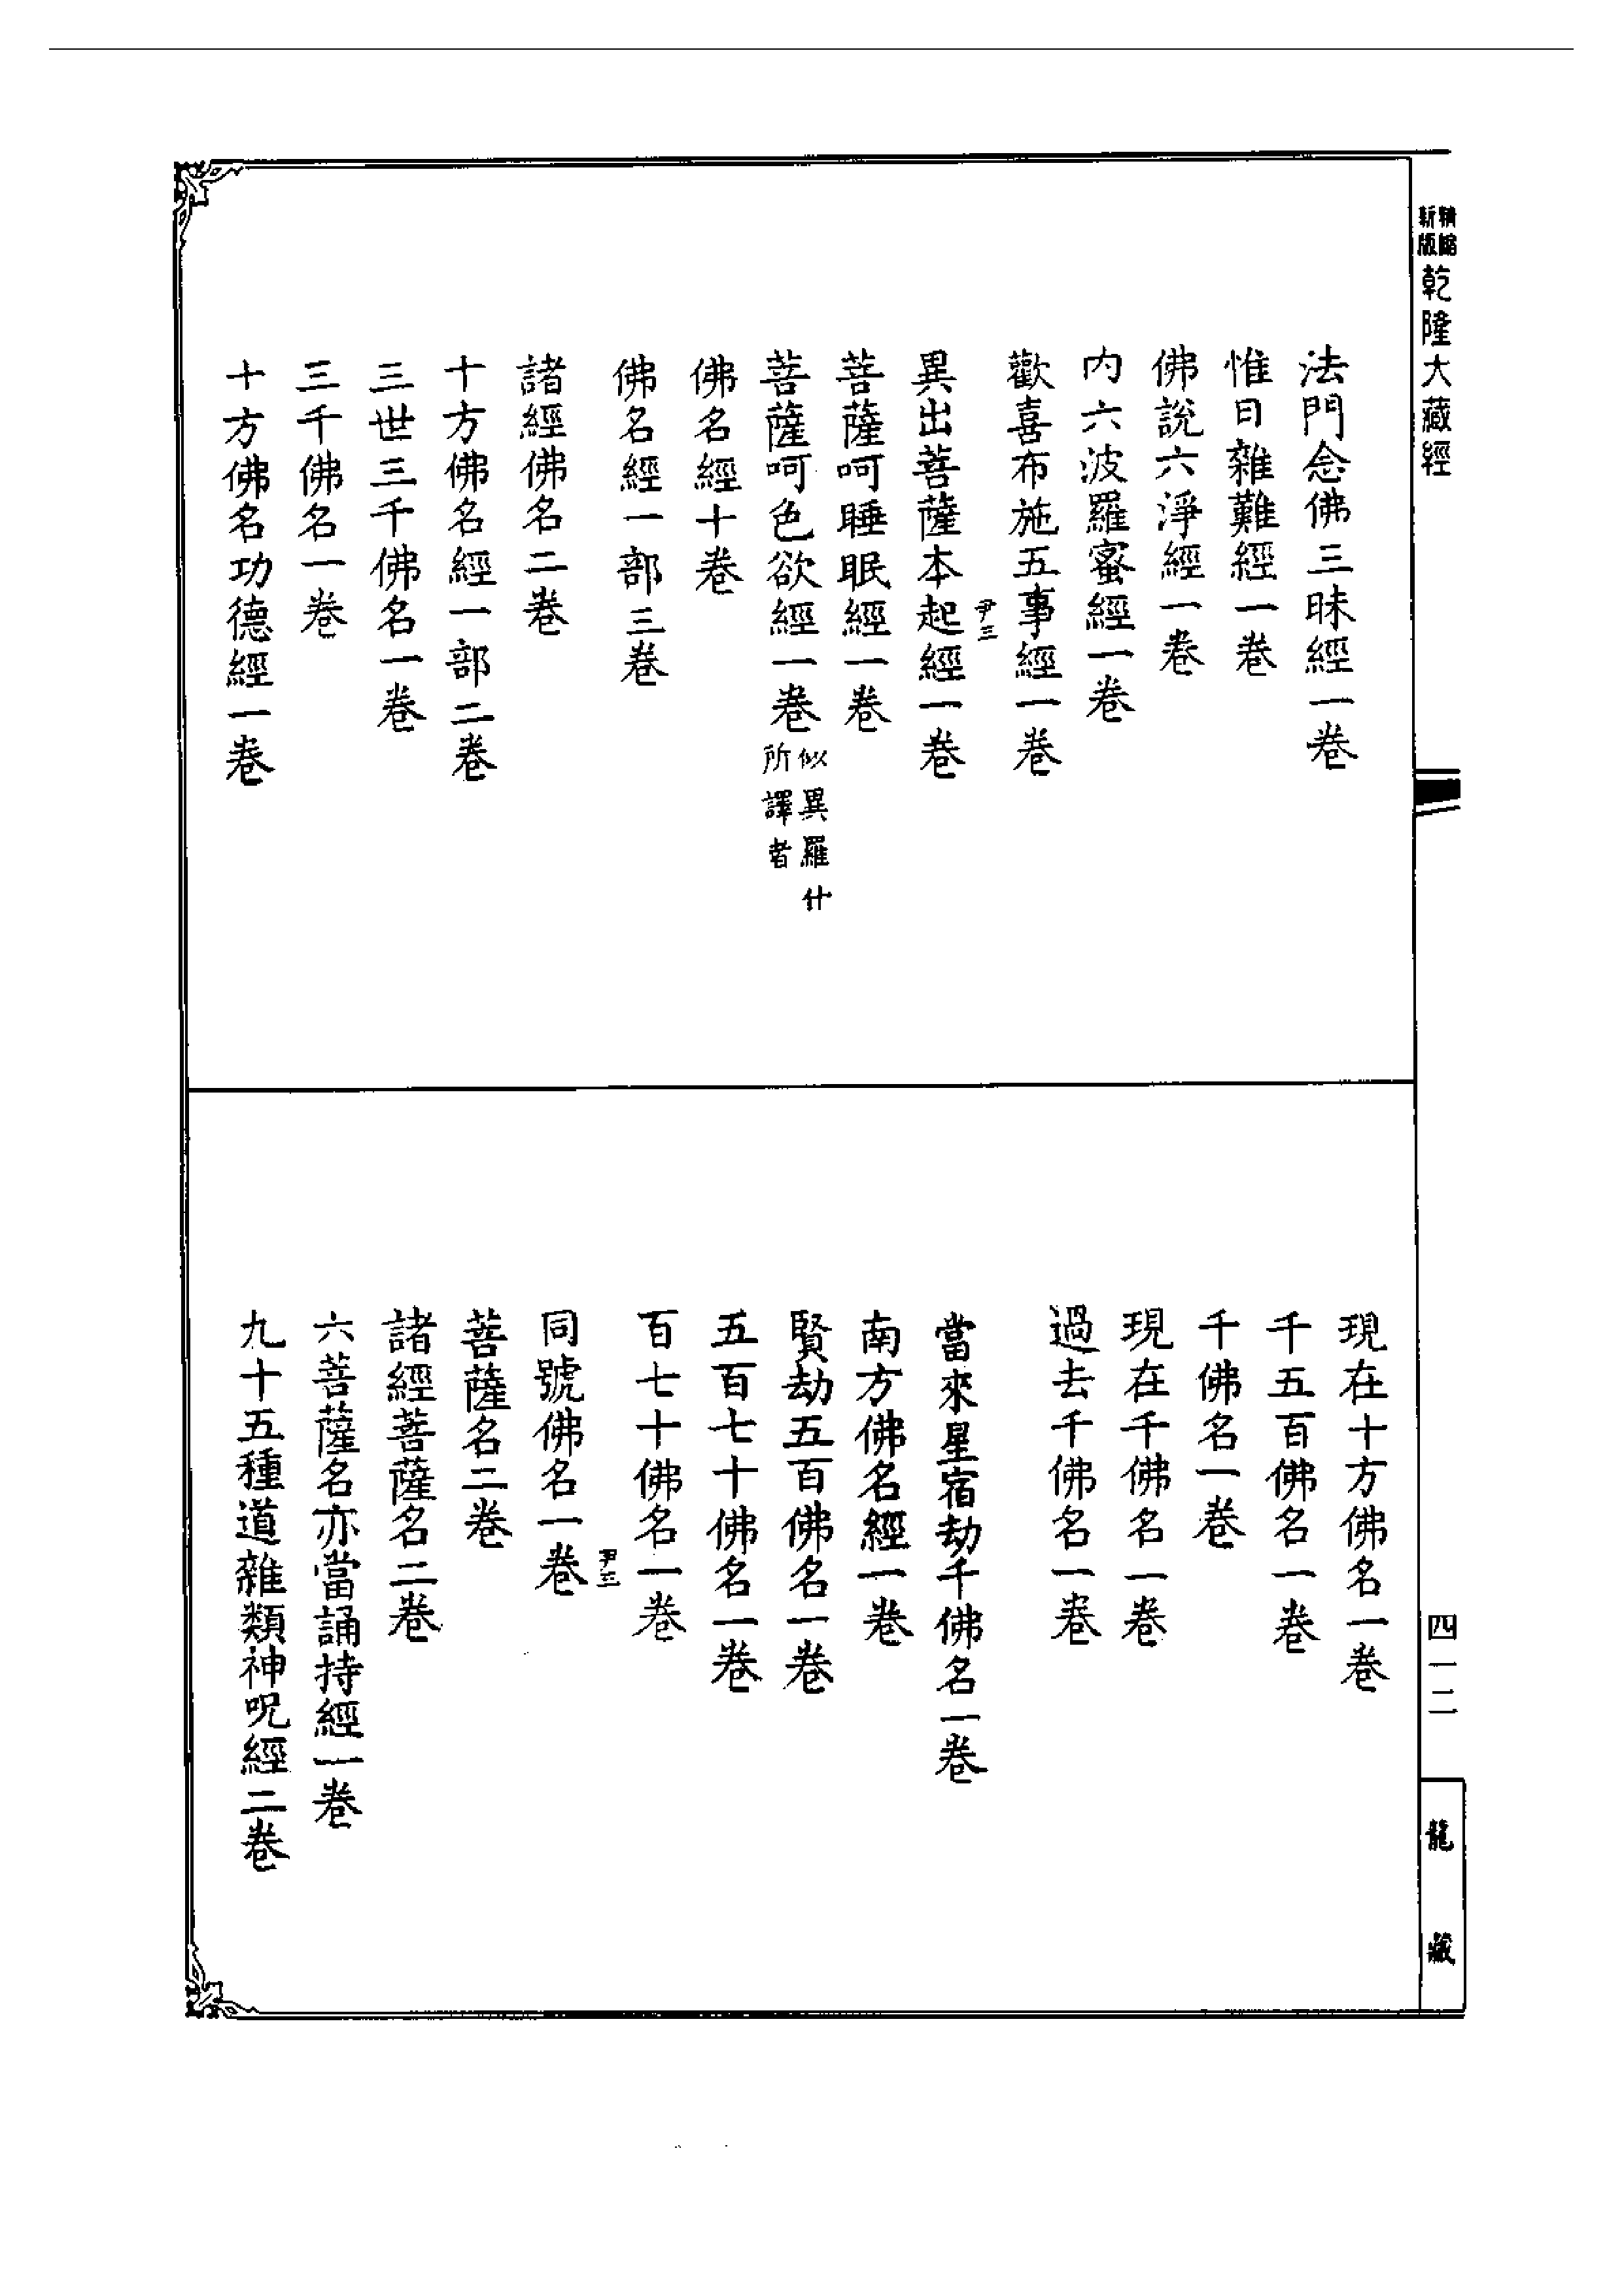 精縮新版乾隆大藏經
法門念佛三昧經一卷
惟日雜難經一卷
佛說六淨經一卷
內六波羅蜜經一卷
歡喜布施五事經一卷
尹三
異出菩薩本起經一卷
菩薩呵睡眠經一卷
菩薩呵色欲經一卷似異羅什所譯者
佛名經十卷
佛名經一部三卷
諸經佛名二卷
十方佛名經一部二卷
三世三千佛名一卷
三千佛名一卷
十方佛名功德經一卷
現在十方佛名一卷
千五百佛名一卷
千佛名一卷
現在千佛名一卷
過去千佛名一卷
當來星宿劫千佛名一卷
南方佛名經一卷
賢劫五百佛名一卷
五百七十佛名一卷
百七十佛名一卷
尹三
同號佛名一卷
菩薩名二卷
諸經菩薩名二卷
六菩薩名亦當誦持經一卷
九十五種道雜類神呪經二卷
四一二
龍藏